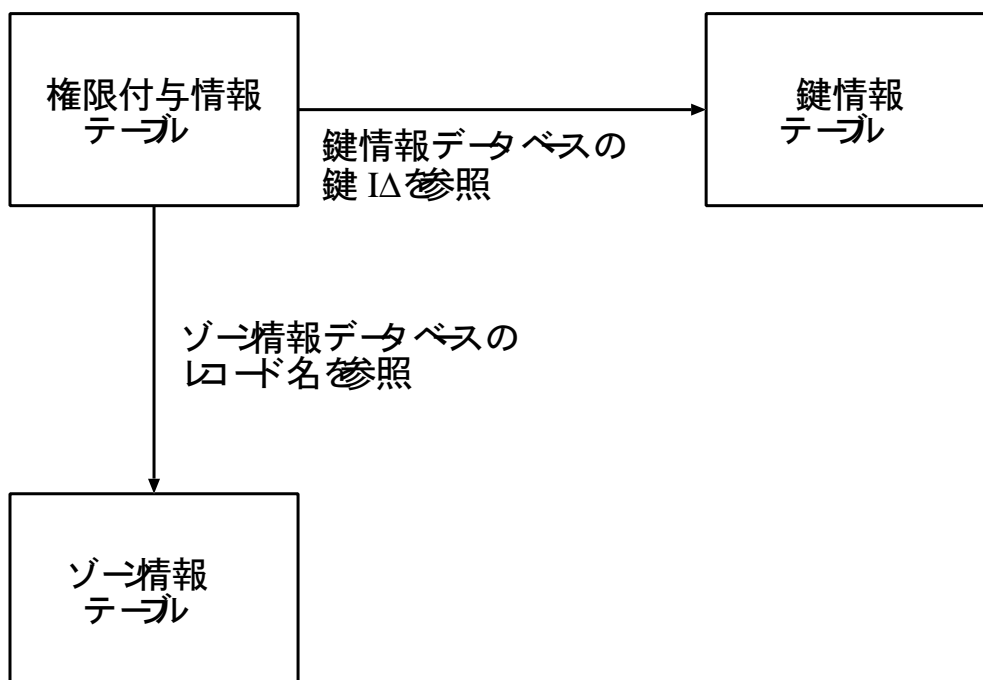 権限付与情報
テーブル
鍵情報
テーブル
鍵情報データベースの
鍵 IΔを参照
ゾーン情報データベースの
レコード名を参照
ゾーン情報
テーブル